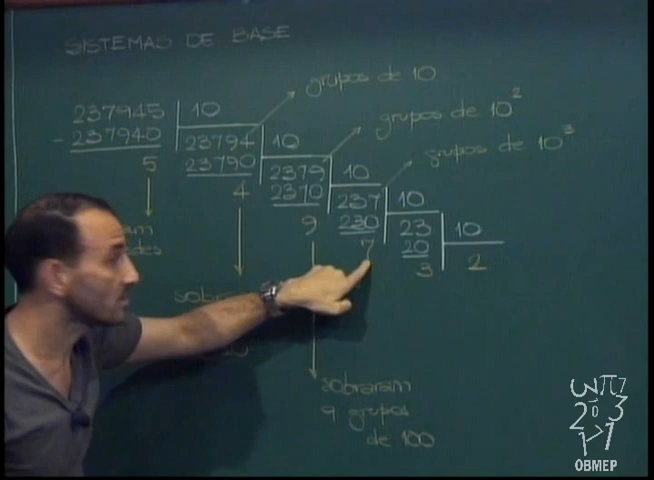 SISTEMAS DE BASE
grupos de 10
grupos de 10²
grupos de 10³
237945 10
- 237940 23794 10
5 23790 2379 10
4 2370 237 10
9 230 23 10
7 20 2
3
sobraram
9 grupos
de 100
OBMEP